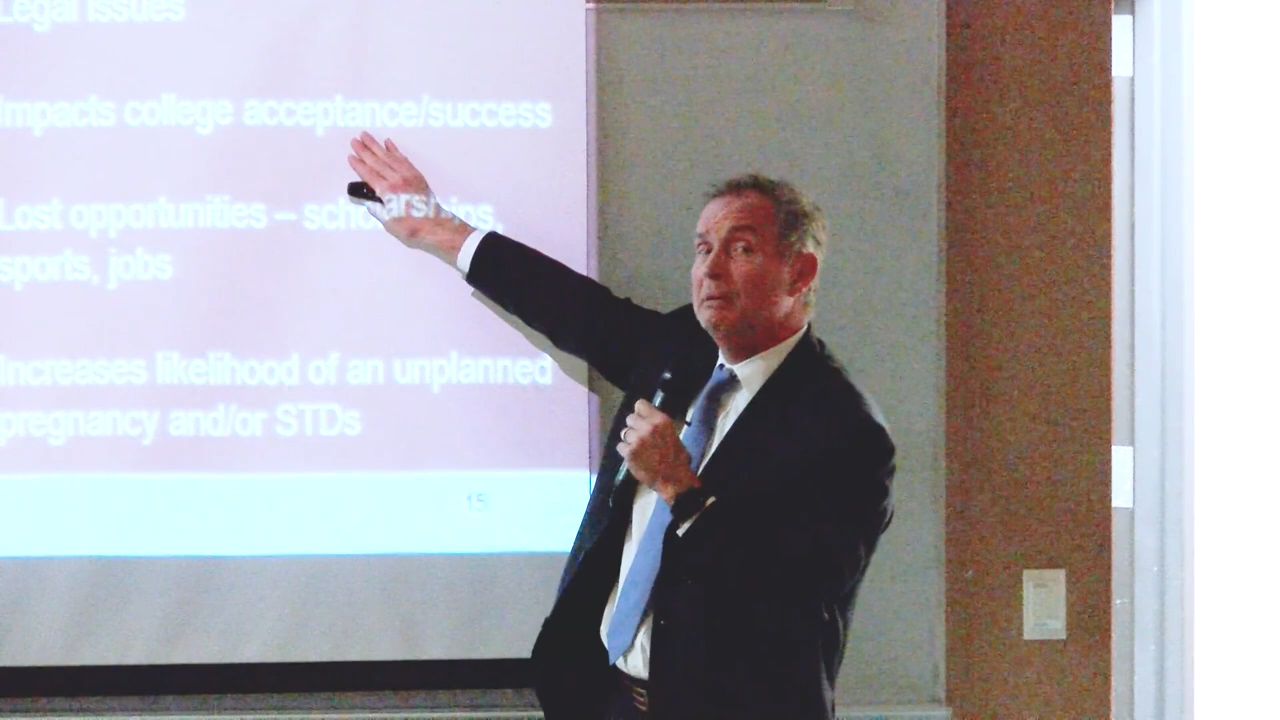 Legal issues
Impacts college acceptance/success
Lost opportunities – scholarships,
sports, jobs
Increases likelihood of an unplanned
pregnancy and/or STDs
15